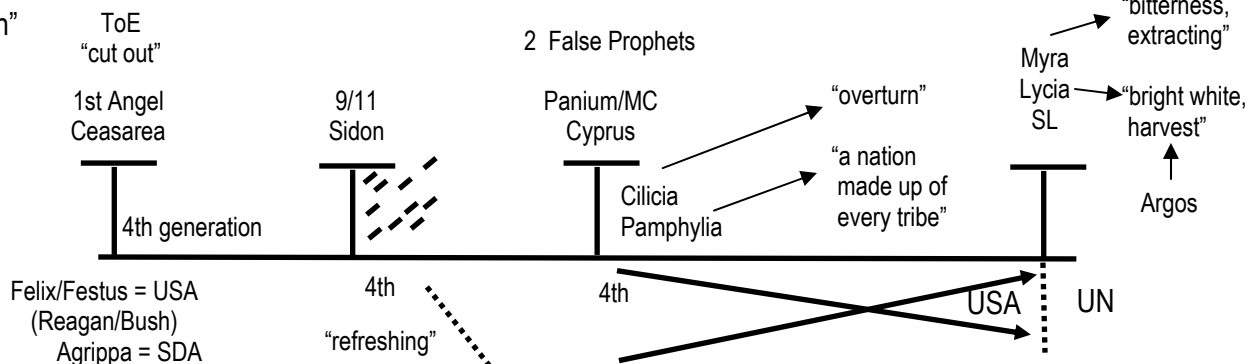 ToE
“cut out”
1st Angel
Ceasarea
4th generation
9/11
Sidon
2 False Prophets
Panium/MC
Cyprus
Cilicia
Pamphylia
“overturn”
“a nation
made up of
every tribe”
Myra
Lycia
SL
“bitterness,
extracting”
“bright white,
harvest”
Argos
Felix/Festus = USA
(Reagan/Bush)
Agrippa = SDA
4th
“refreshing”
4th
USA
UN